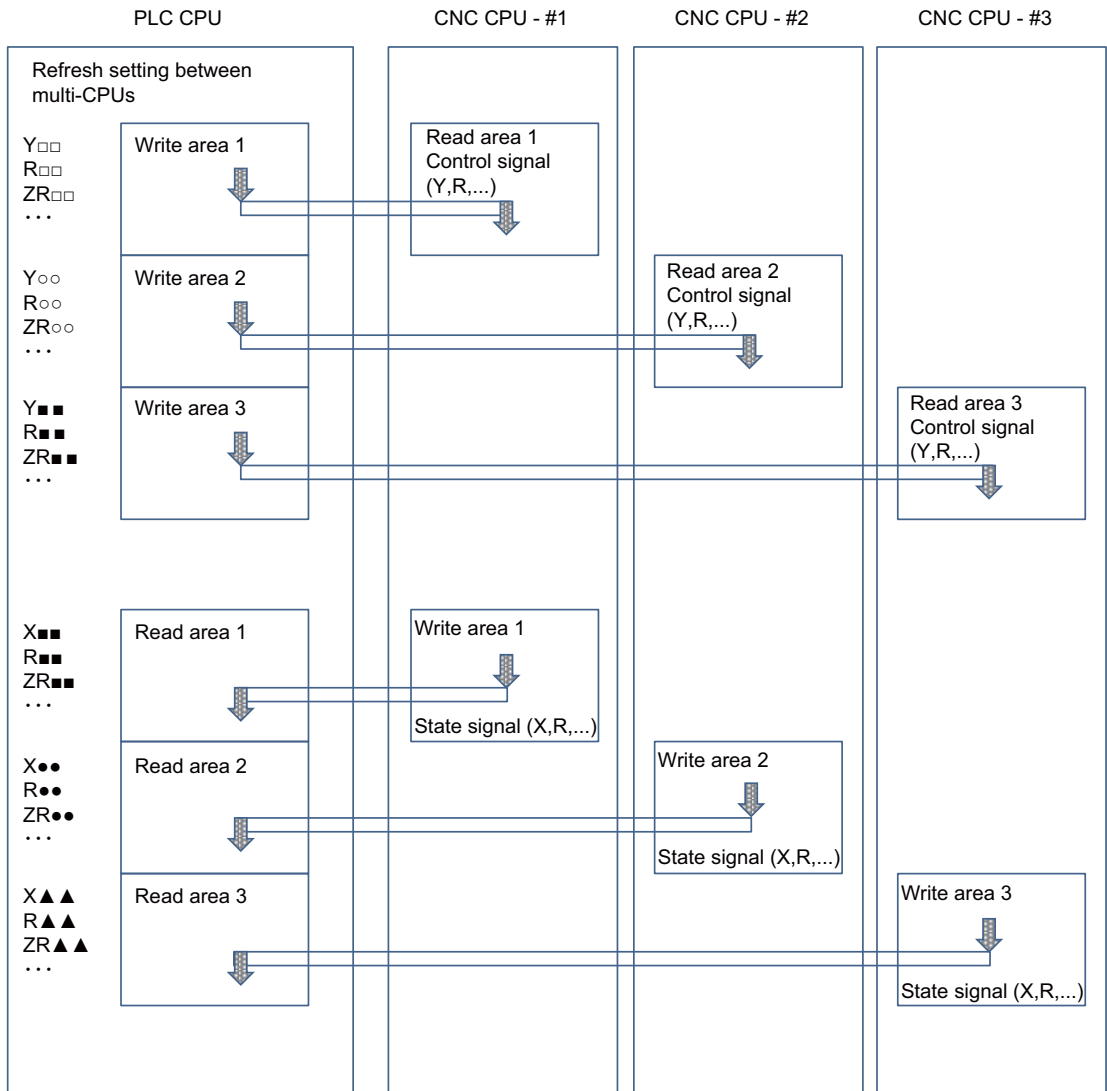 PLC CPU
CNC CPU - #1
CNC CPU - #2
CNC CPU - #3
Refresh setting between
multi-CPUs
Y□□
R□□
ZR□□
···
Write area 1
Read area 1
Control signal
(Y,R,...)
Y○○
R○○
ZR○○
···
Write area 2
Read area 2
Control signal
(Y,R,...)
Y■■
R■■
ZR■■
···
Write area 3
Read area 3
Control signal
(Y,R,...)
X■■
R■■
ZR■■
···
Read area 1
Write area 1
State signal (X,R,...)
X●●
R●●
ZR●●
···
Read area 2
Write area 2
State signal (X,R,...)
X▲▲
R▲▲
ZR▲▲
···
Read area 3
Write area 3
State signal (X,R,...)